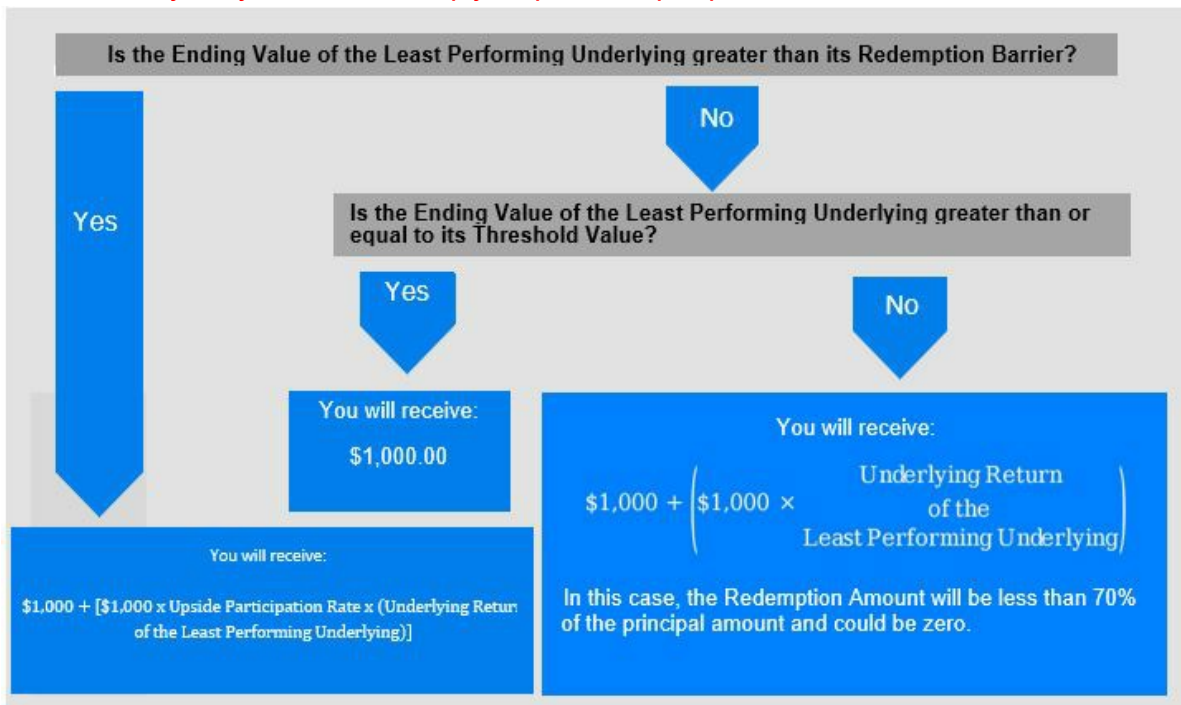 Is the Ending Value of the Least Performing Underlying greater than its Redemption Barrier?
No
Yes
Is the Ending Value of the Least Performing Underlying greater than or
equal to its Threshold Value?
Yes
No
You will receive:
$1,000.00
You will receive:
$1,000 + ($1,000 × Underlying Return
of the
Least Performing Underlying)
In this case, the Redemption Amount will be less than 70%
of the principal amount and could be zero.
You will receive:
$1,000 + [$1,000 x Upside Participation Rate x (Underlying Retur
of the Least Performing Underlying)]